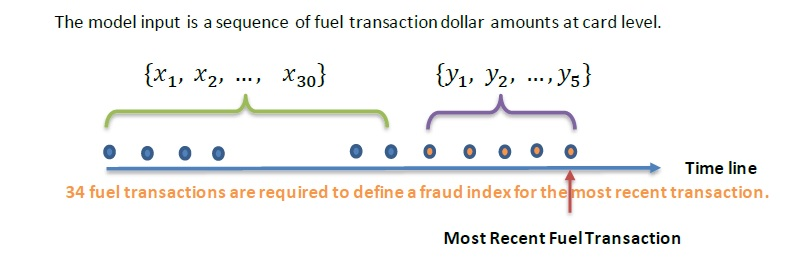 The model input is a sequence of fuel transaction dollar amounts at card level.
{x₁, x₂, ..., x₃₀} {y₁, y₂, ..., y₅}
Time line
34 fuel transactions are required to define a fraud index for the most recent transaction.
Most Recent Fuel Transaction